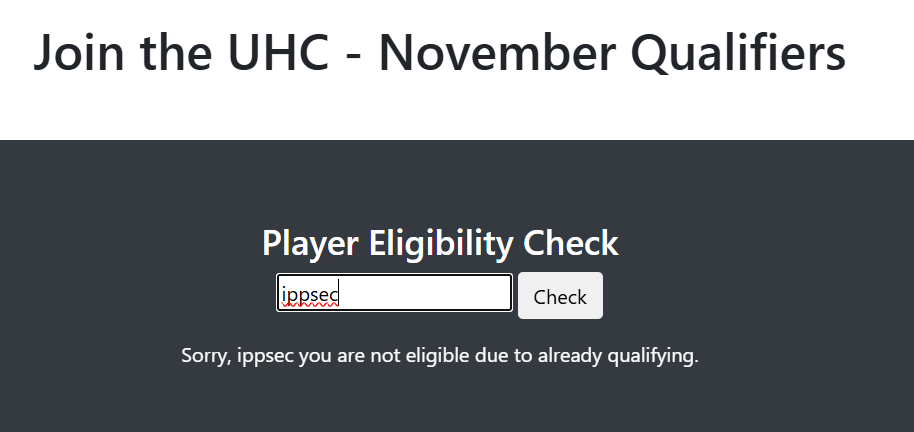 Join the UHC - November Qualifiers
Player Eligibility Check
ippsec
Check
Sorry, ippsec you are not eligible due to already qualifying.